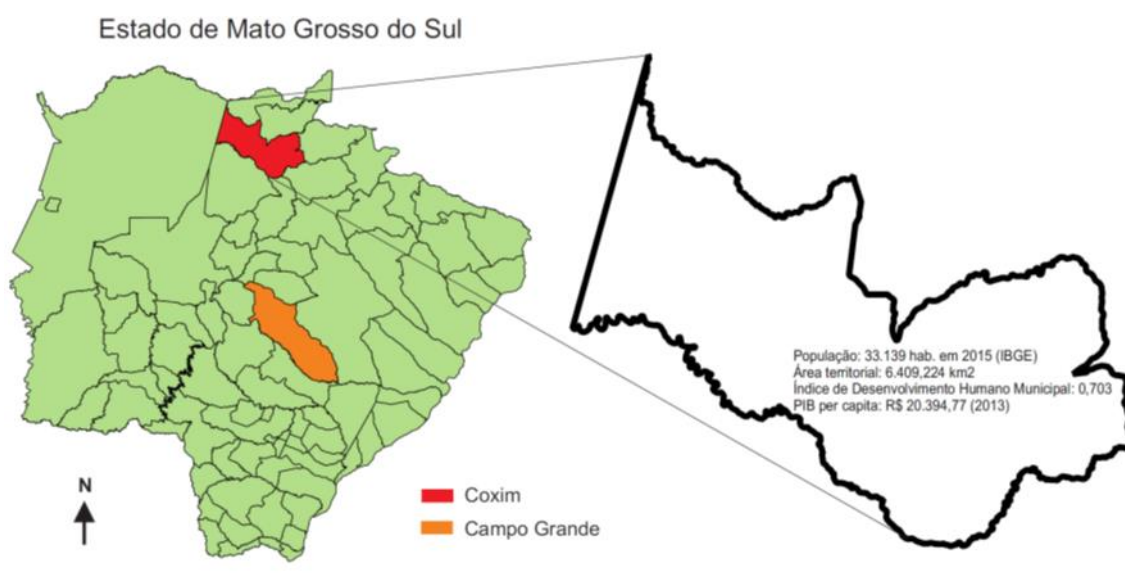 Estado de Mato Grosso do Sul
População: 33.139 hab. em 2015 (IBGE)
Área territorial: 6.409,224 km2
Índice de Desenvolvimento Humano Municipal: 0,703
PIB per capita: R$ 20.394,77 (2013)
N
Coxim
Campo Grande